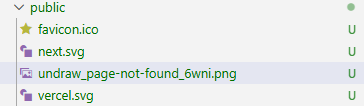 public
favicon.ico U
next.svg U
undraw_page-not-found_6wni.png U
vercel.svg U